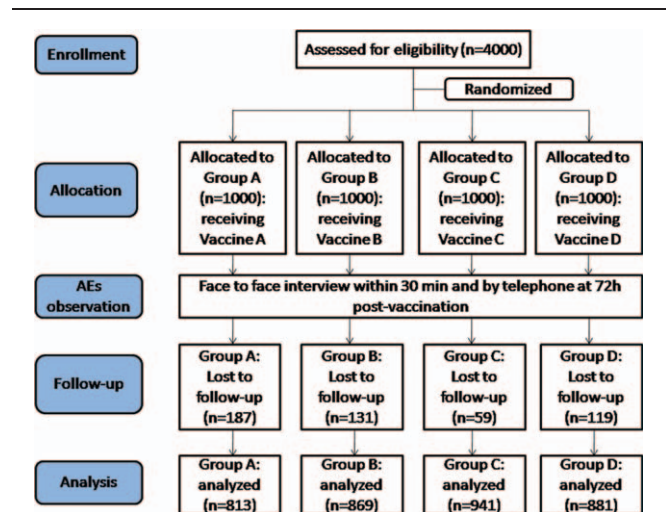 Enrollment
Assessed for eligibility (n=4000)
Randomized
Allocation
Allocated to
Group A
(n=1000):
receiving
Vaccine A
Allocated to
Group B
(n=1000):
receiving
Vaccine B
Allocated to
Group C
(n=1000):
receiving
Vaccine C
Allocated to
Group D
(n=1000):
receiving
Vaccine D
AEs
observation
Face to face interview within 30 min and by telephone at 72h
post-vaccination
Follow-up
Group A:
Lost to
follow-up
(n=187)
Group B:
Lost to
follow-up
(n=131)
Group C:
Lost to
follow-up
(n=59)
Group D:
Lost to
follow-up
(n=119)
Analysis
Group A:
analyzed
(n=813)
Group B:
analyzed
(n=869)
Group C:
analyzed
(n=941)
Group D:
analyzed
(n=881)